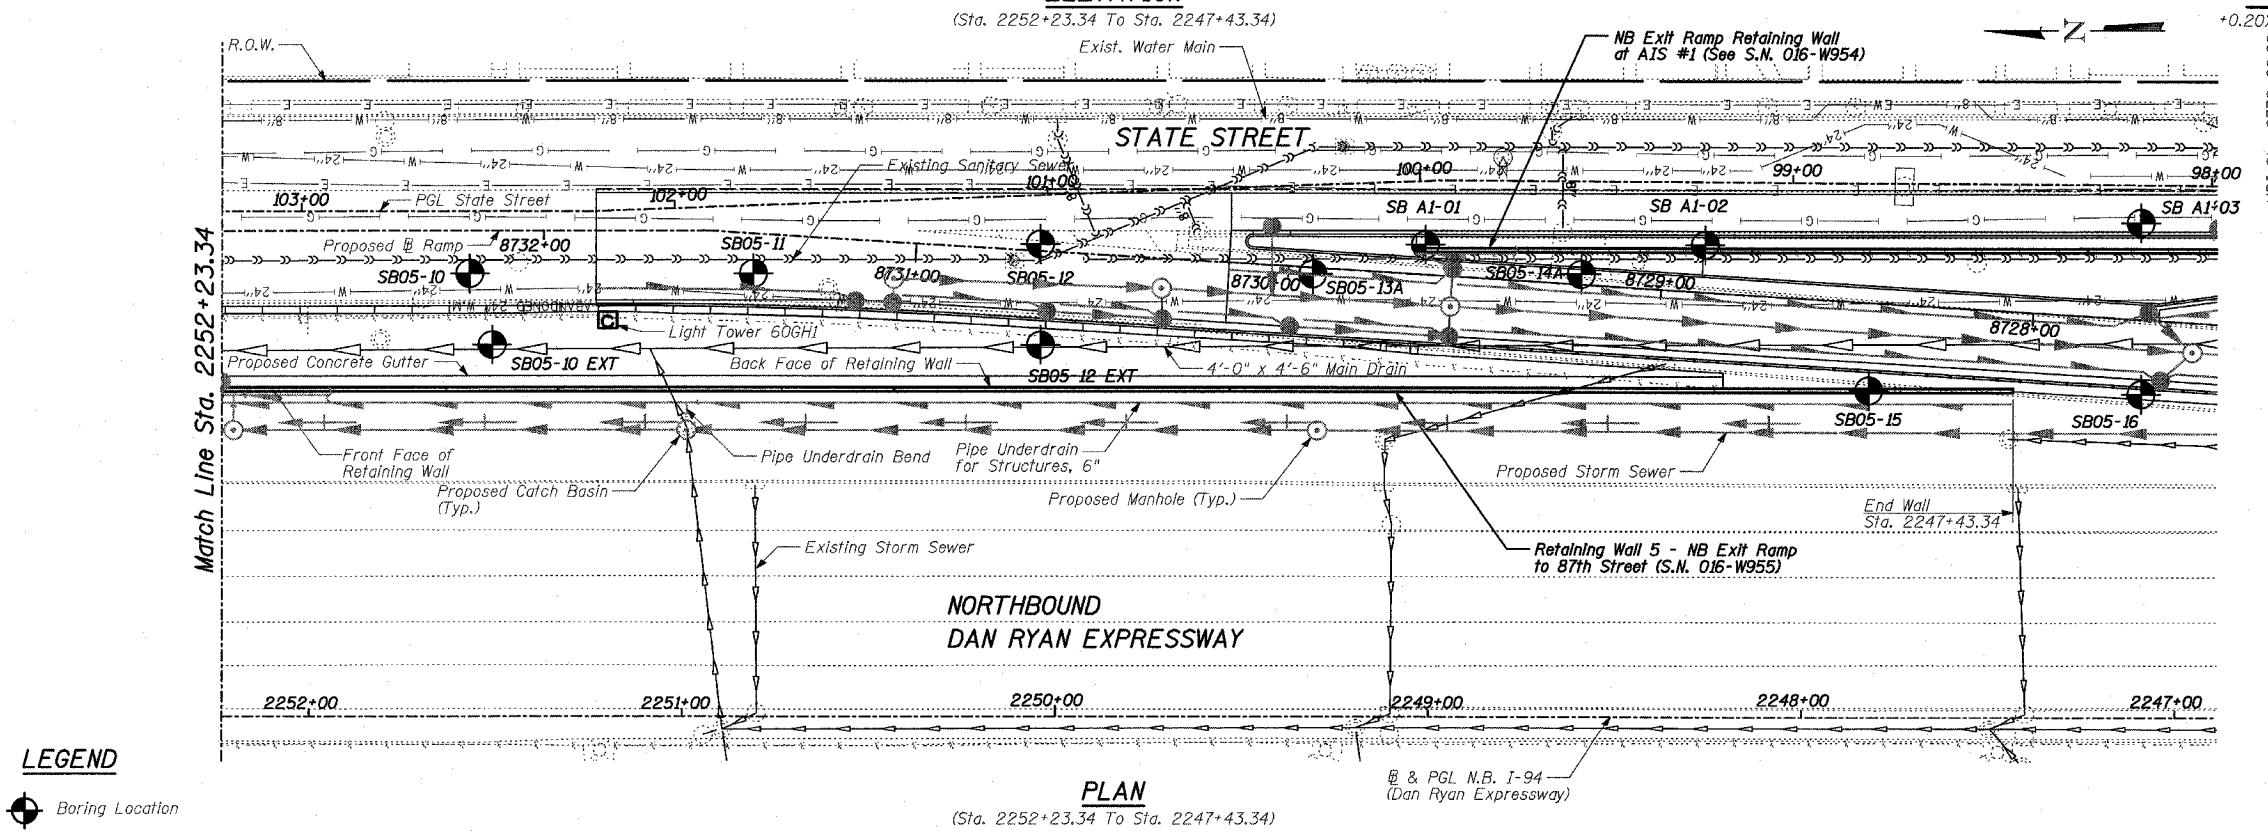 (Sta. 2252+23.34 To Sta. 2247+43.34)
+0.20%
R.O.W.
Exist. Water Main
NB Exit Ramp Retaining Wall
at AIS #1 (See S.N. 016-W954)
N
STATE STREET
Existing Sanitary Sewer
103+00
PGL State Street
102+00
101+00
100+00
99+00
98+00
SB A1-01
SB A1-02
SB A1-03
Proposed ⅊ Ramp
8732+00
SB05-11
SB05-10
8731+00
SB05-12
8730+00
SB05-13A
SB05-14A
8729+00
8728+00
ABANDONED 24" W.M.
Light Tower 60GH1
Proposed Concrete Gutter
SB05-10 EXT
Back Face of Retaining Wall
SB05-12 EXT
4'-0" x 4'-6" Main Drain
SB05-15
SB05-16
Front Face of
Retaining Wall
Pipe Underdrain Bend
Pipe Underdrain
for Structures, 6"
Proposed Storm Sewer
Proposed Catch Basin
(Typ.)
Proposed Manhole (Typ.)
End Wall
Sta. 2247+43.34
Existing Storm Sewer
Retaining Wall 5 - NB Exit Ramp
to 87th Street (S.N. 016-W955)
Match Line Sta. 2252+23.34
NORTHBOUND
DAN RYAN EXPRESSWAY
2252+00
2251+00
2250+00
2249+00
2248+00
2247+00
LEGEND
Boring Location
& PGL N.B. I-94
(Dan Ryan Expressway)
PLAN
(Sta. 2252+23.34 To Sta. 2247+43.34)